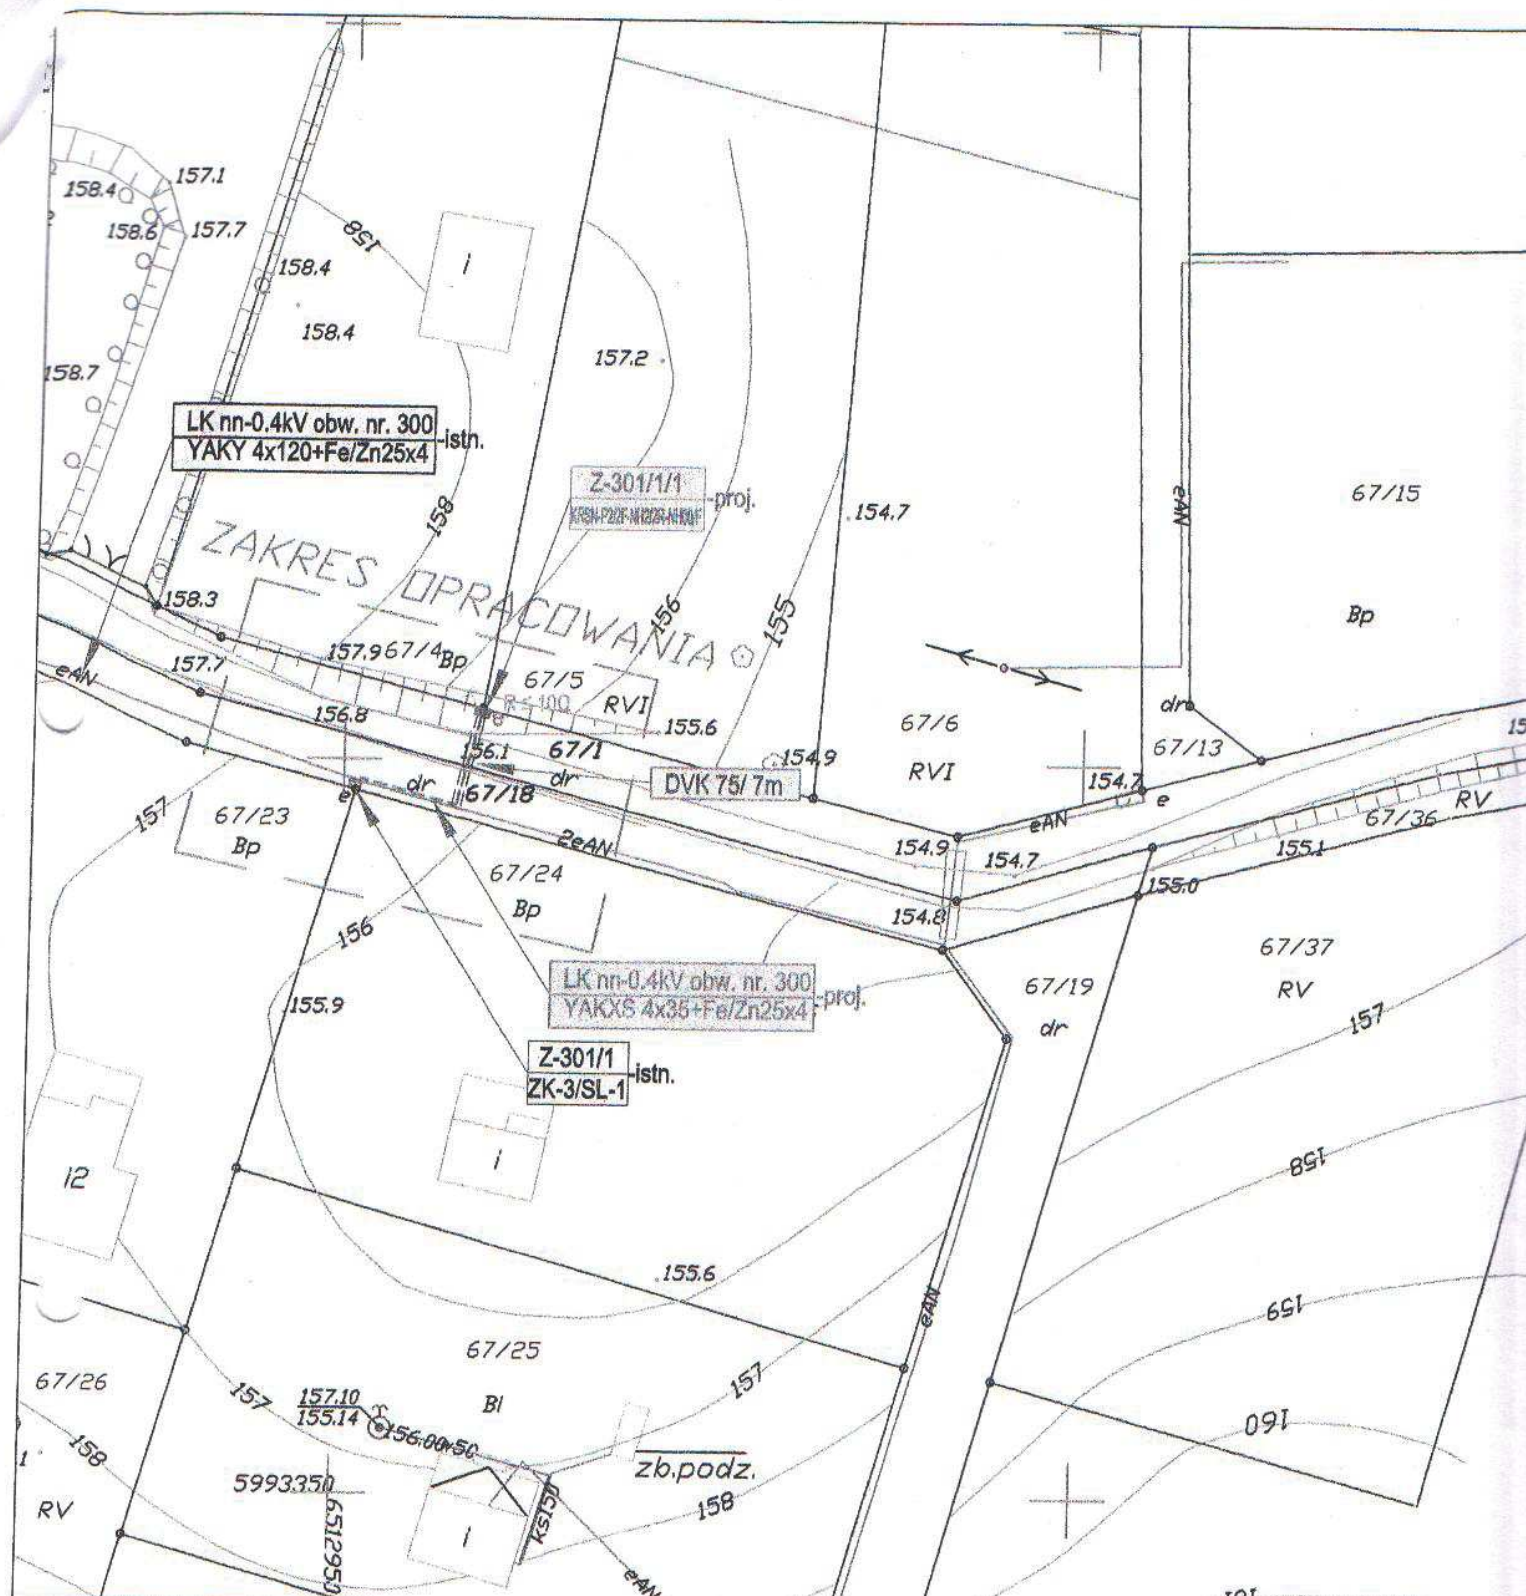 157.1
158.4
158.6
157.7
158
158.4
158.4
i
157.2
158.7
LK nn-0.4kV obw. nr. 300
YAKY 4x120+Fe/Zn25x4
-istn.
Z-301/1/1
-proj.
158
154.7
eAN
67/15
Bp
ZAKRES OPRACOWANIA
158.3
156
155
157.9
67/4
Bp
157.7
eAN
67/5
RVI
156.8
155.6
67/6
RVI
dr
67/13
156.1
67/1
154.9
154.7
e
dr
dr
DVK 75/ 7m
67/18
e
RV
67/36
157
67/23
Bp
2eAN
eAN
154.9
154.7
155.1
67/24
Bp
155.0
154.8
156
67/37
RV
LK nn-0.4kV obw. nr. 300
YAKXS 4x35+Fe/Zn25x4
-proj.
67/19
dr
155.9
157
Z-301/1
ZK-3/SL-1
-istn.
i2
i
158
155.6
eAN
159
67/25
Bi
67/26
157
157
157.10
155.14
156.00
160
158
zb.podz.
5993350
6512950
RV
ks150
158
i
eAN
161